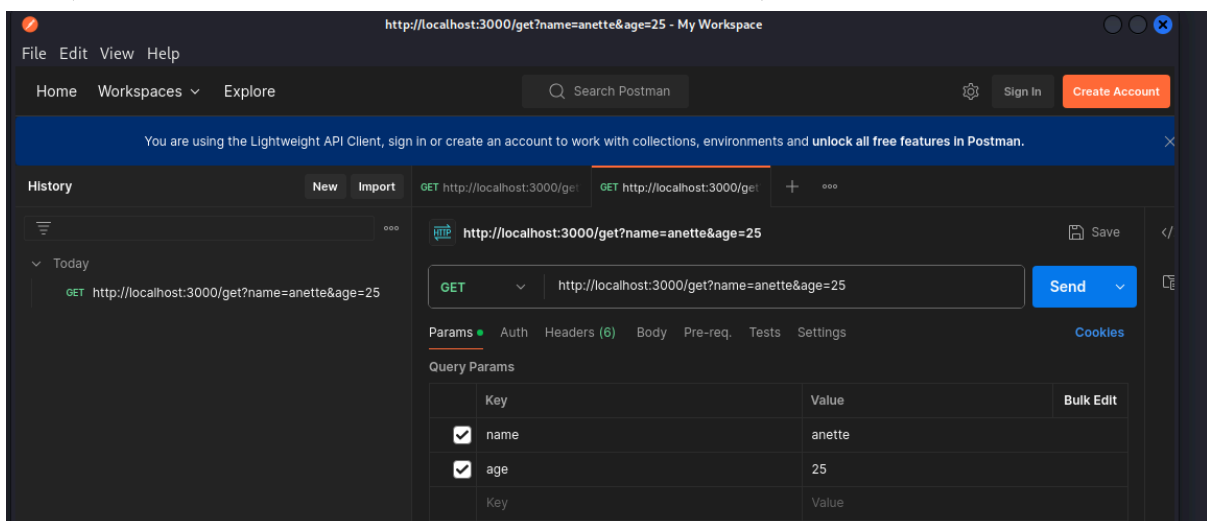 http://localhost:3000/get?name=anette&age=25 - My Workspace
File Edit View Help
Home Workspaces Explore Search Postman Sign In Create Account
You are using the Lightweight API Client, sign in or create an account to work with collections, environments and unlock all free features in Postman.
History New Import GET http://localhost:3000/get GET http://localhost:3000/get
HTTP http://localhost:3000/get?name=anette&age=25 Save </
Today
GET http://localhost:3000/get?name=anette&age=25
GET http://localhost:3000/get?name=anette&age=25 Send
Params Auth Headers (6) Body Pre-req. Tests Settings Cookies
Query Params
Key Value Bulk Edit
name anette
age 25
Key Value